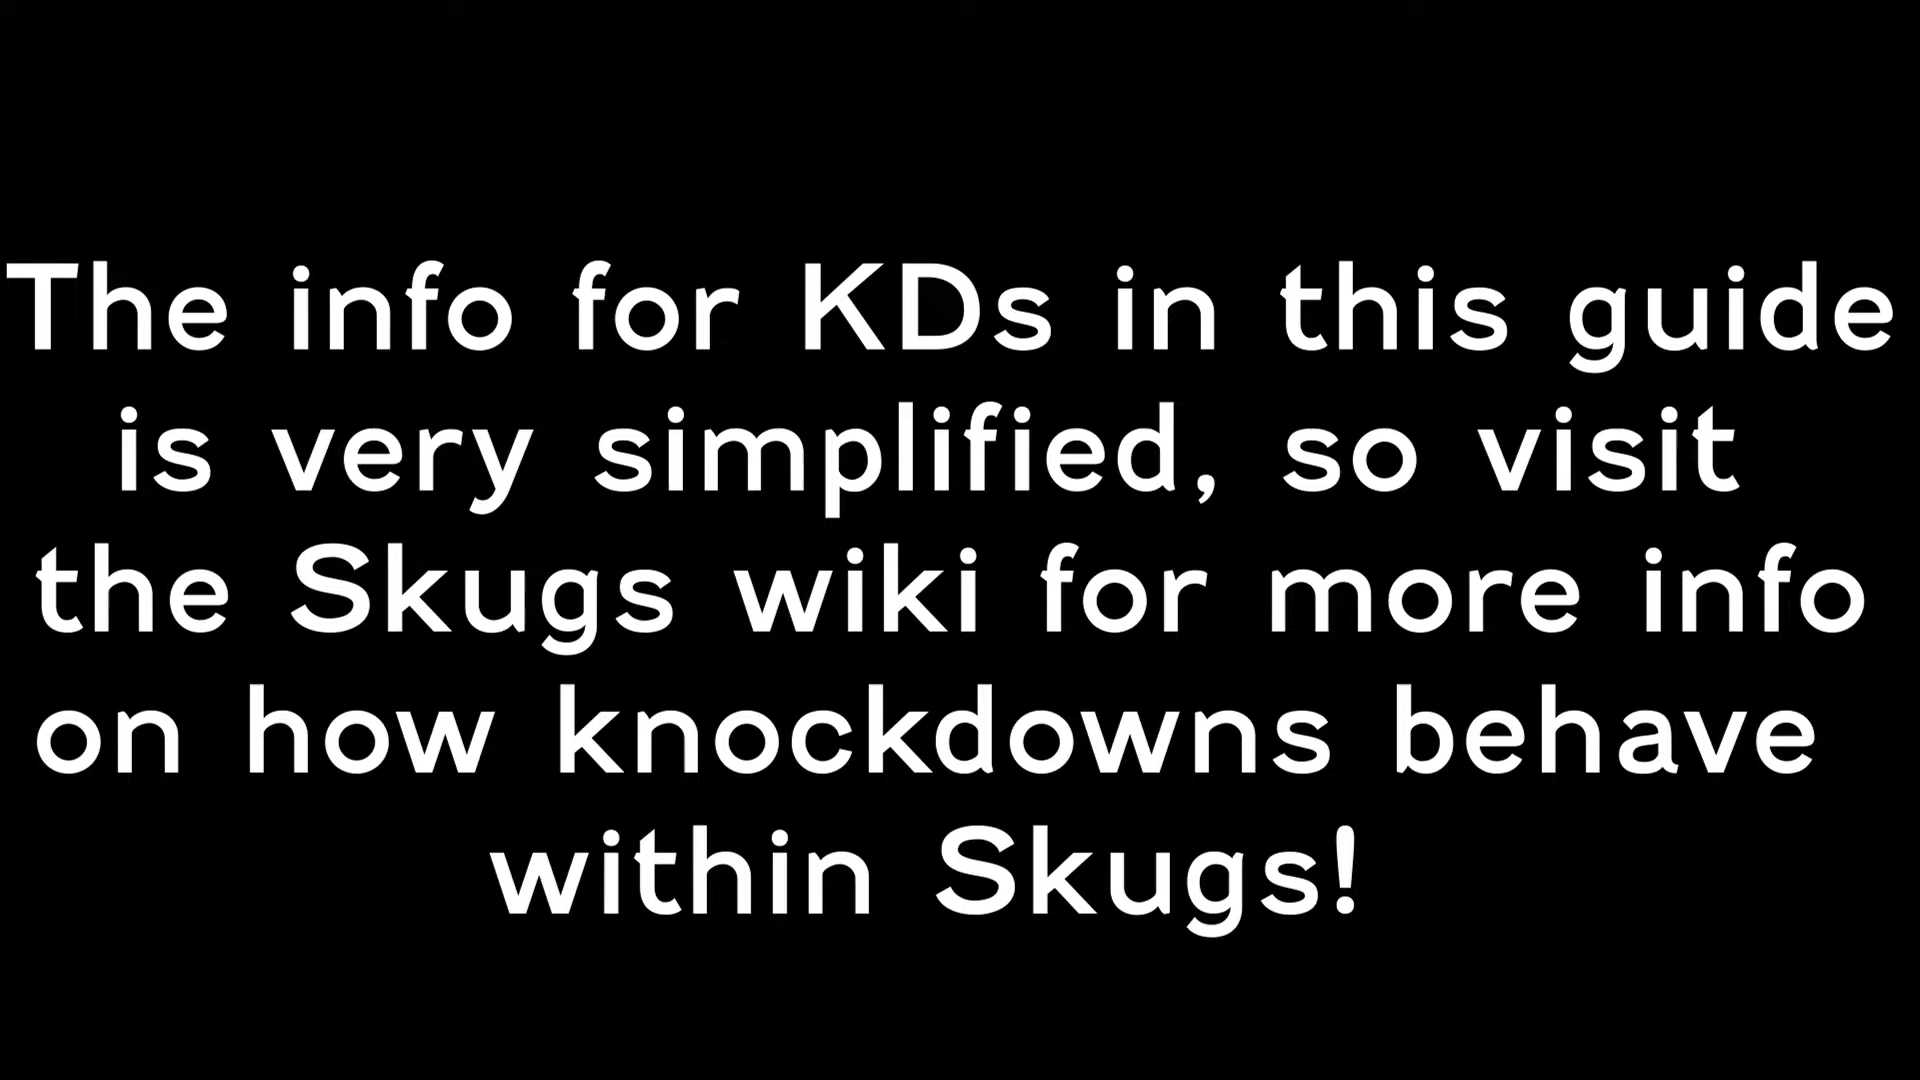 The info for KDs in this guide
is very simplified, so visit
the Skugs wiki for more info
on how knockdowns behave
within Skugs!